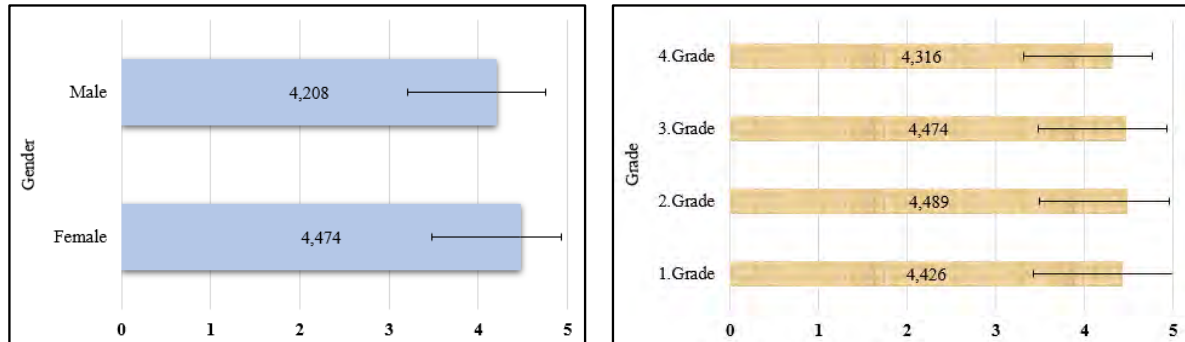 Gender
Male
4,208
Female
4,474
0 1 2 3 4 5
Grade
4.Grade
4,316
3.Grade
4,474
2.Grade
4,489
1.Grade
4,426
0 1 2 3 4 5